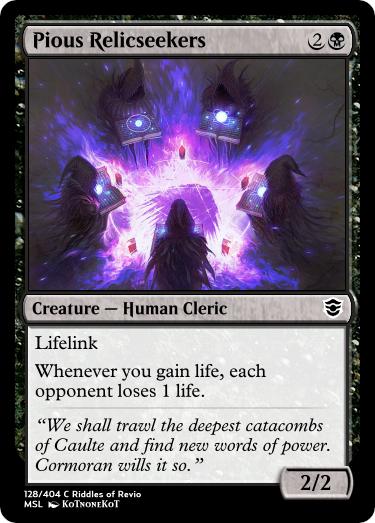 Pious Relicseekers 2
Creature — Human Cleric
Lifelink
Whenever you gain life, each
opponent loses 1 life.
“We shall trawl the deepest catacombs
of Caulte and find new words of power.
Cormoran wills it so.”
2/2
128/404 C Riddles of Revio
MSL KoTnoneKoT